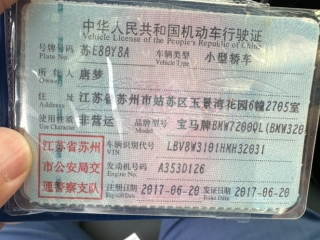 中华人民共和国机动车行驶证
Vehicle License of the People's Republic of China
号牌号码 苏E80Y8A 车辆类型 小型轿车
Plate No. Vehicle Type
所有人 唐梦
Owner
住址 江苏省苏州市姑苏区玉景湾花园6幢2705室
Address
使用性质 非营运 品牌型号 宝马牌BMW7200QL(BMW320
Use Character Model
江苏省苏州市公安局交通警察支队
车辆识别代号 LBV8W3101HMH32031
VIN
发动机号码 A3530126
Engine No.
注册日期 2017-06-20 发证日期 2017-06-20
Register Date Issue Date